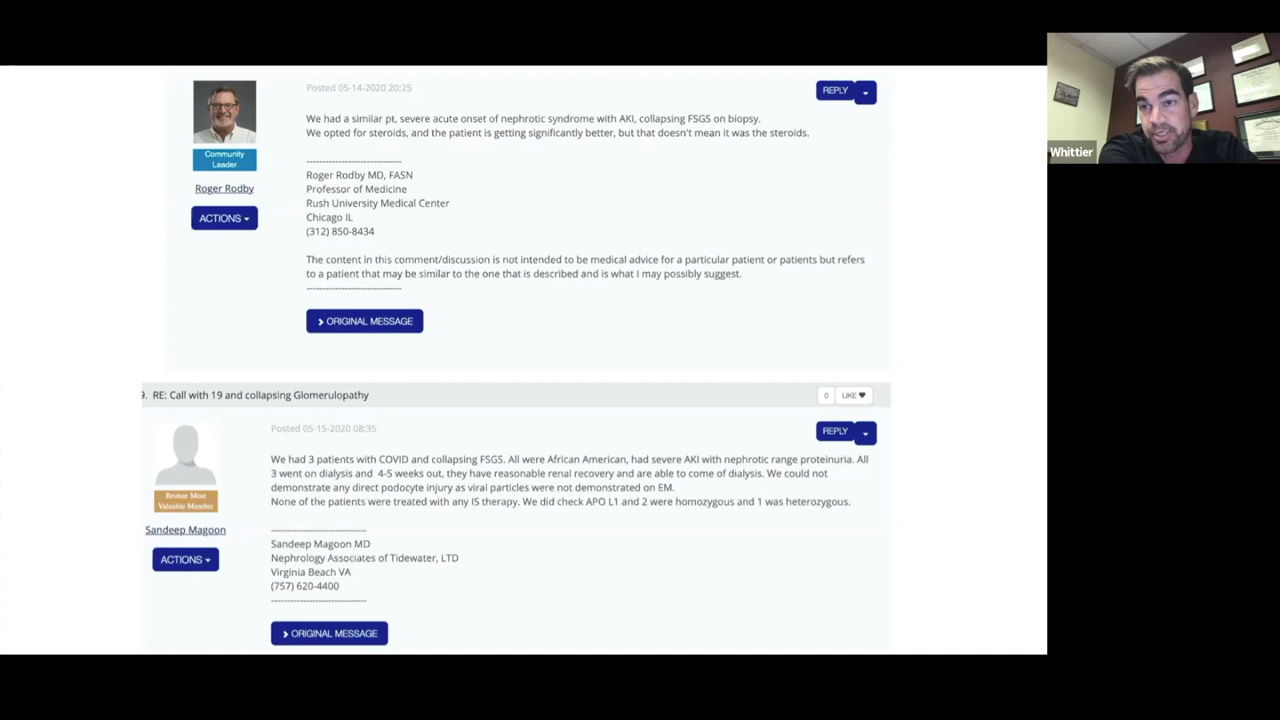 Posted 05-14-2020 20:25
REPLY
We had a similar pt, severe acute onset of nephrotic syndrome with AKI, collapsing FSGS on biopsy.
We opted for steroids, and the patient is getting significantly better, but that doesn't mean it was the steroids.
Community
Leader
Roger Rodby
ACTIONS
------------------------------
Roger Rodby MD, FASN
Professor of Medicine
Rush University Medical Center
Chicago IL
(312) 850-8434
The content in this comment/discussion is not intended to be medical advice for a particular patient or patients but refers
to a patient that may be similar to the one that is described and is what I may possibly suggest.
------------------------------
ORIGINAL MESSAGE
9. RE: Call with 19 and collapsing Glomerulopathy
0 LIKE
Posted 05-15-2020 08:35
REPLY
We had 3 patients with COVID and collapsing FSGS. All were African American, had severe AKI with nephrotic range proteinuria. All
3 went on dialysis and 4-5 weeks out, they have reasonable renal recovery and are able to come of dialysis. We could not
demonstrate any direct podocyte injury as viral particles were not demonstrated on EM.
None of the patients were treated with any IS therapy. We did check APO L1 and 2 were homozygous and 1 was heterozygous.
Bronze Most
Valuable Member
Sandeep Magoon
ACTIONS
------------------------------
Sandeep Magoon MD
Nephrology Associates of Tidewater, LTD
Virginia Beach VA
(757) 620-4400
------------------------------
ORIGINAL MESSAGE
Whittier